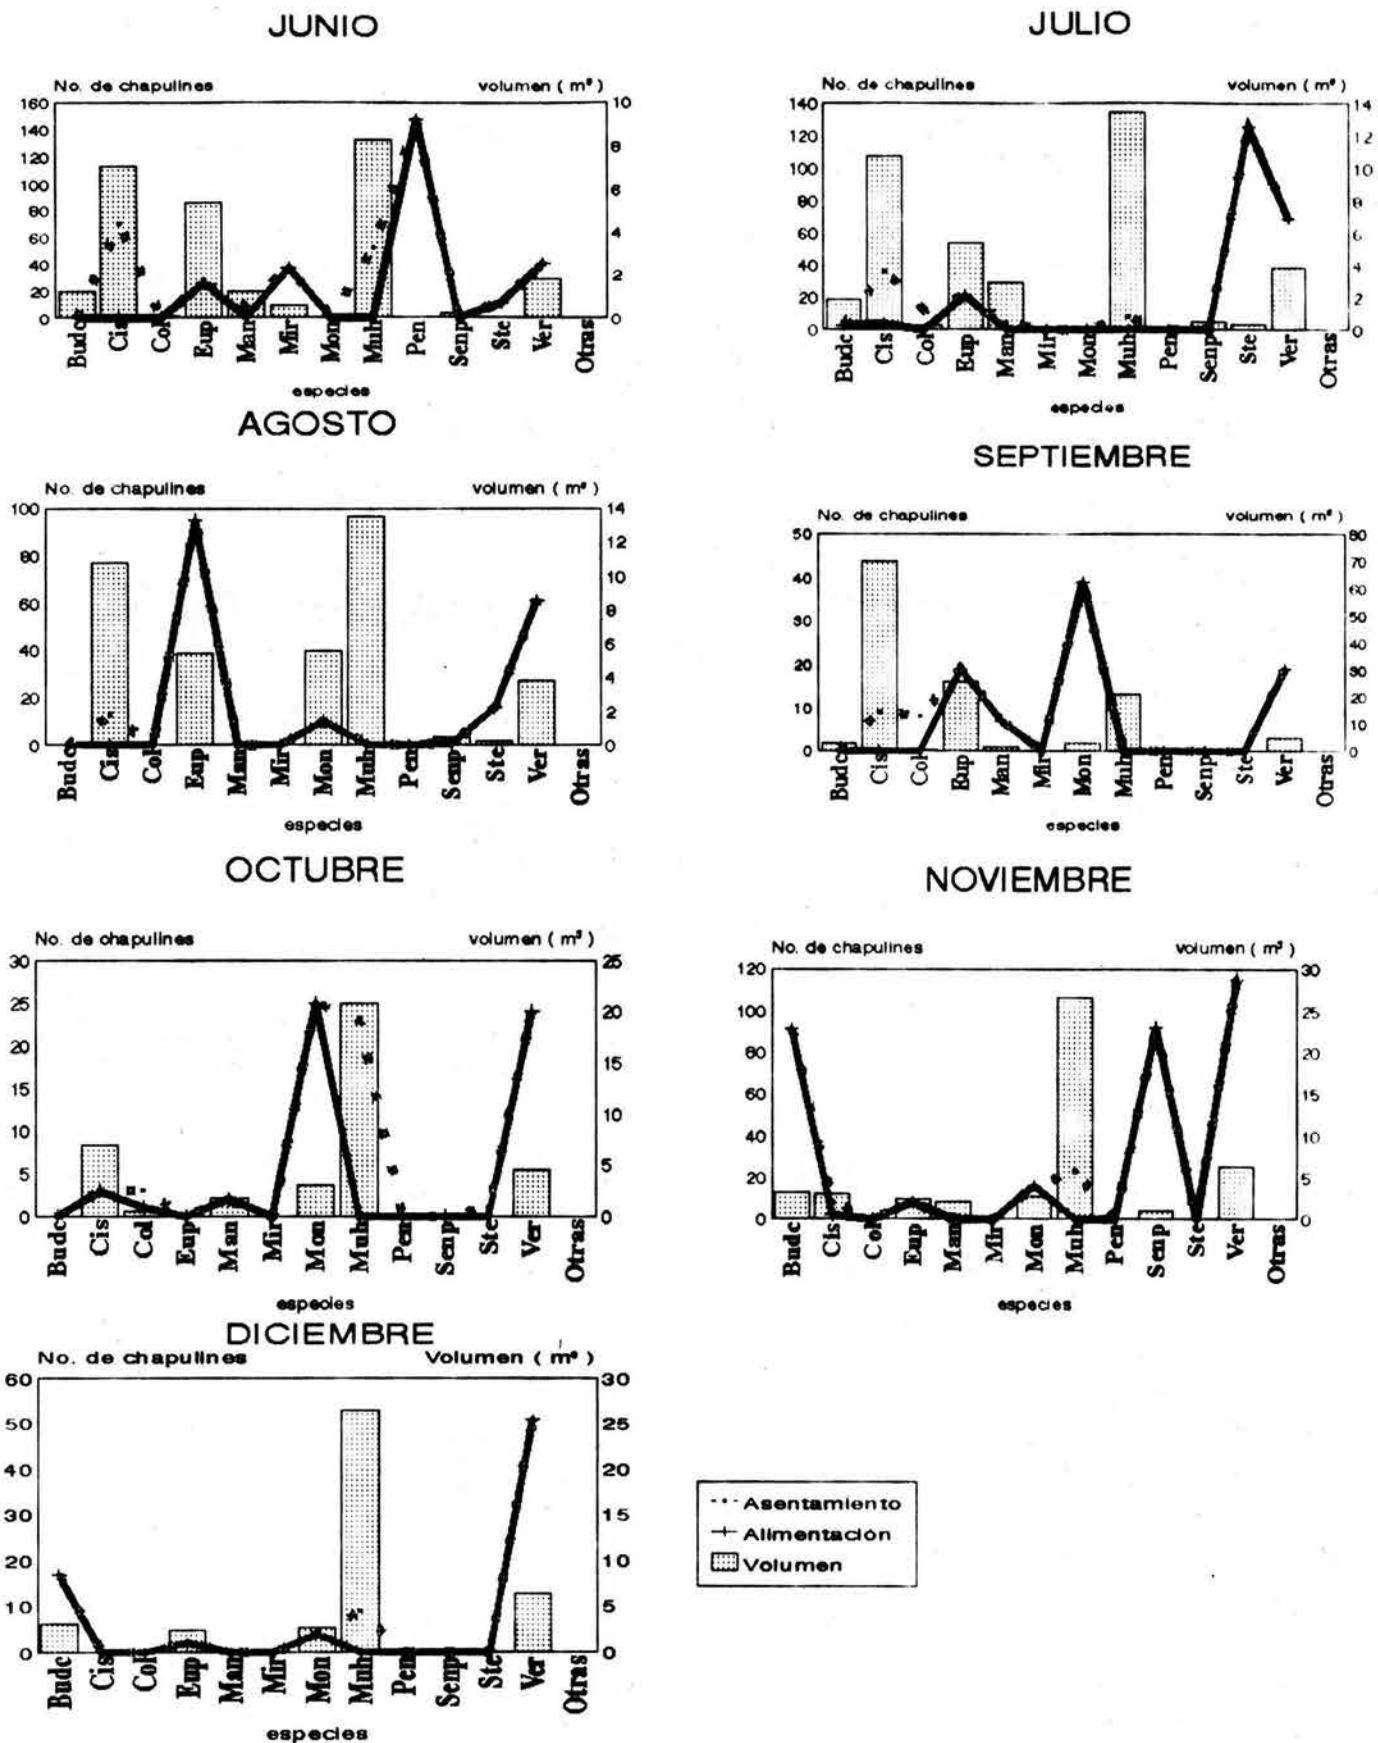 JUNIO
No. de chapulines volumen ( m³ )
160 140 120 100 80 60 40 20 0
10 8 6 4 2 0
Budc Cis Col Eup Man Mir Mon Muh Pen Senp Ste Ver Otras
especies
JULIO
No. de chapulines volumen ( m³ )
140 120 100 80 60 40 20 0
14 12 10 8 6 4 2 0
Budc Cis Col Eup Man Mir Mon Muh Pen Senp Ste Ver Otras
especies
AGOSTO
No. de chapulines volumen ( m³ )
100 80 60 40 20 0
14 12 10 8 6 4 2 0
Budc Cis Col Eup Man Mir Mon Muh Pen Senp Ste Ver Otras
especies
SEPTIEMBRE
No. de chapulines volumen ( m³ )
50 40 30 20 10 0
80 70 60 50 40 30 20 10 0
Budc Cis Col Eup Man Mir Mon Muh Pen Senp Ste Ver Otras
especies
OCTUBRE
No. de chapulines volumen ( m³ )
30 25 20 15 10 5 0
25 20 15 10 5 0
Budc Cis Col Eup Man Mir Mon Muh Pen Senp Ste Ver Otras
especies
NOVIEMBRE
No. de chapulines volumen ( m³ )
120 100 80 60 40 20 0
30 25 20 15 10 5 0
Budc Cis Col Eup Man Mir Mon Muh Pen Senp Ste Ver Otras
especies
DICIEMBRE
No. de chapulines Volumen ( m³ )
60 50 40 30 20 10 0
30 25 20 15 10 5 0
Budc Cis Col Eup Man Mir Mon Muh Pen Senp Ste Ver Otras
especies
Asentamiento
Alimentación
Volumen